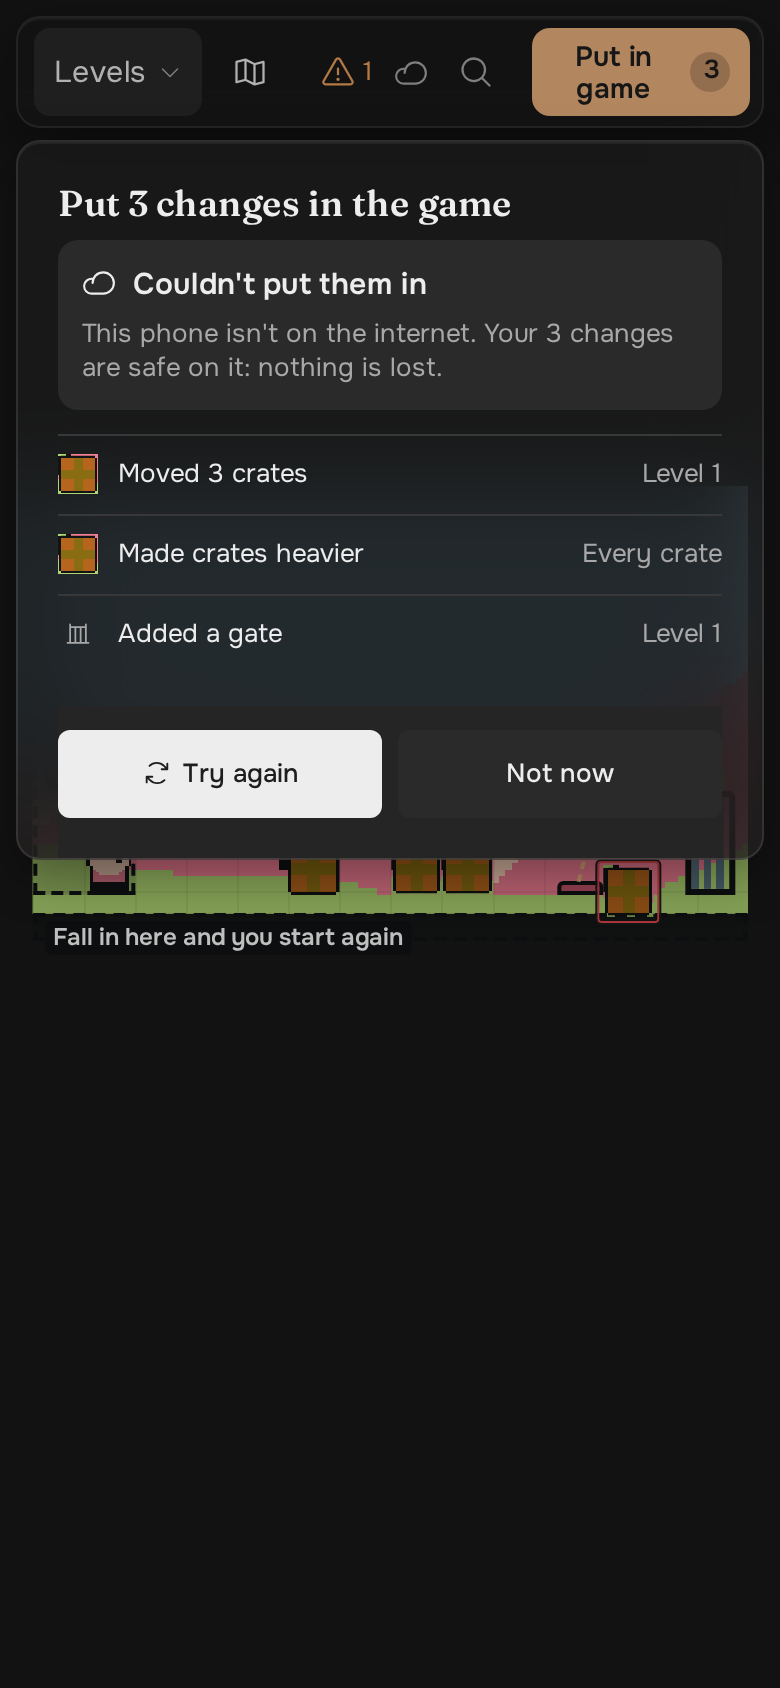 Levels
1
Put in
game
3
Put 3 changes in the game
Couldn't put them in
This phone isn't on the internet. Your 3 changes
are safe on it: nothing is lost.
Moved 3 crates
Level 1
Made crates heavier
Every crate
Added a gate
Level 1
Try again
Not now
Fall in here and you start again